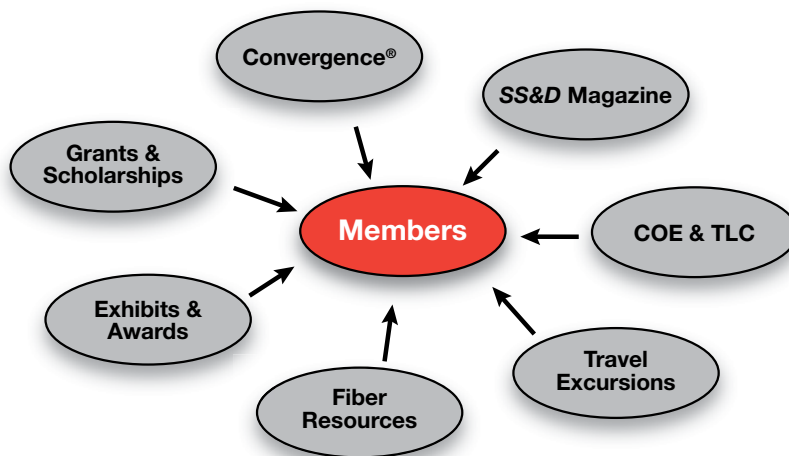 Convergence®
SS&D Magazine
Grants &
Scholarships
Members
COE & TLC
Exhibits &
Awards
Travel
Excursions
Fiber
Resources